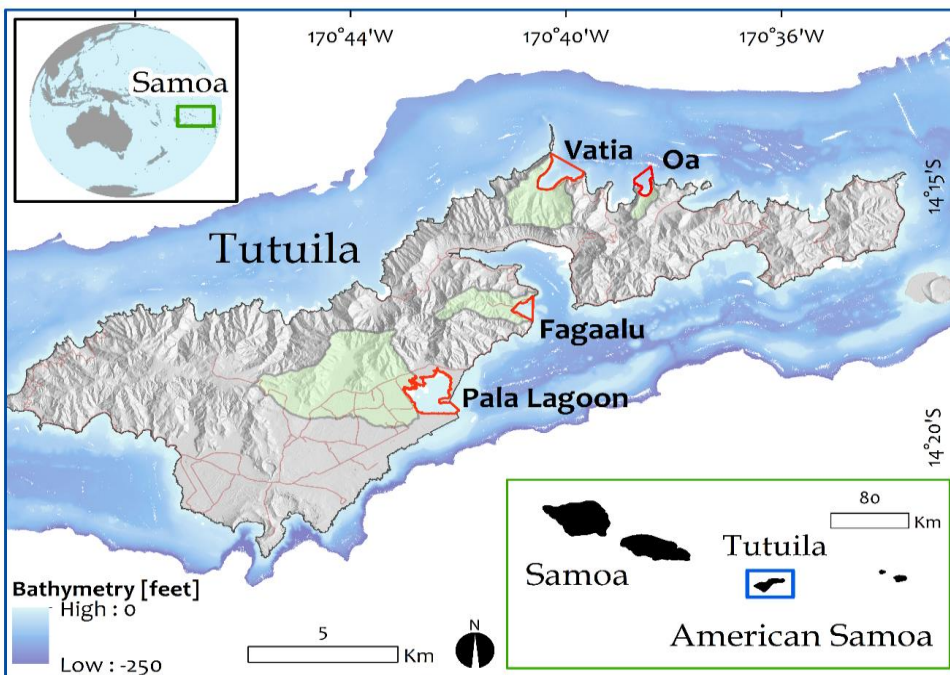 170°44'W
170°40'W
170°36'W
Samoa
Vatia
Oa
14°15'S
Tutuila
Fagaalu
Pala Lagoon
14°20'S
80
Km
Samoa
Tutuila
American Samoa
Bathymetry [feet]
High : 0
Low : -250
5
Km
N